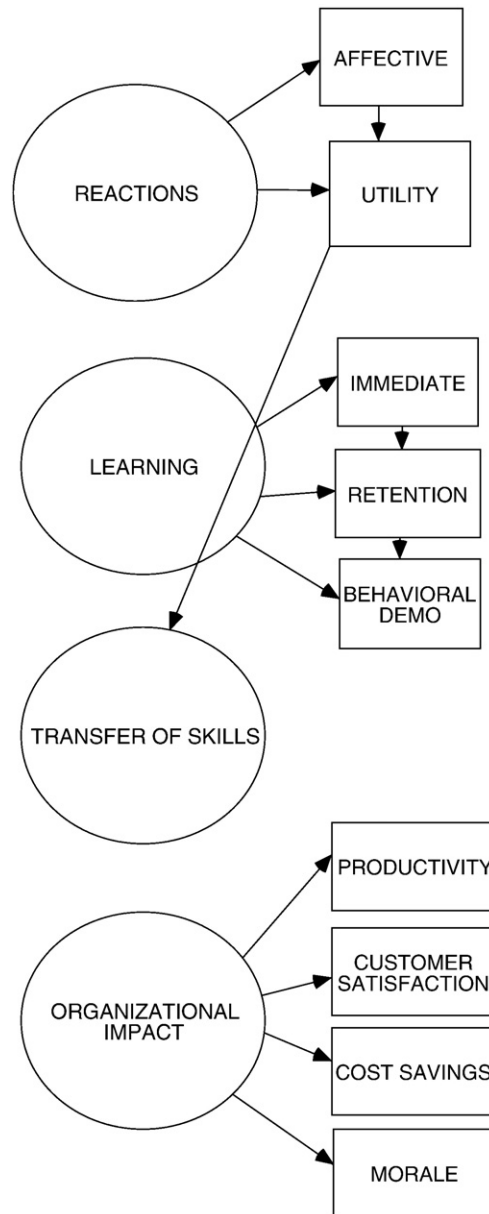 AFFECTIVE
REACTIONS
UTILITY
IMMEDIATE
LEARNING
RETENTION
BEHAVIORAL
DEMO
TRANSFER OF SKILLS
PRODUCTIVITY
CUSTOMER
SATISFACTION
ORGANIZATIONAL
IMPACT
COST SAVINGS
MORALE